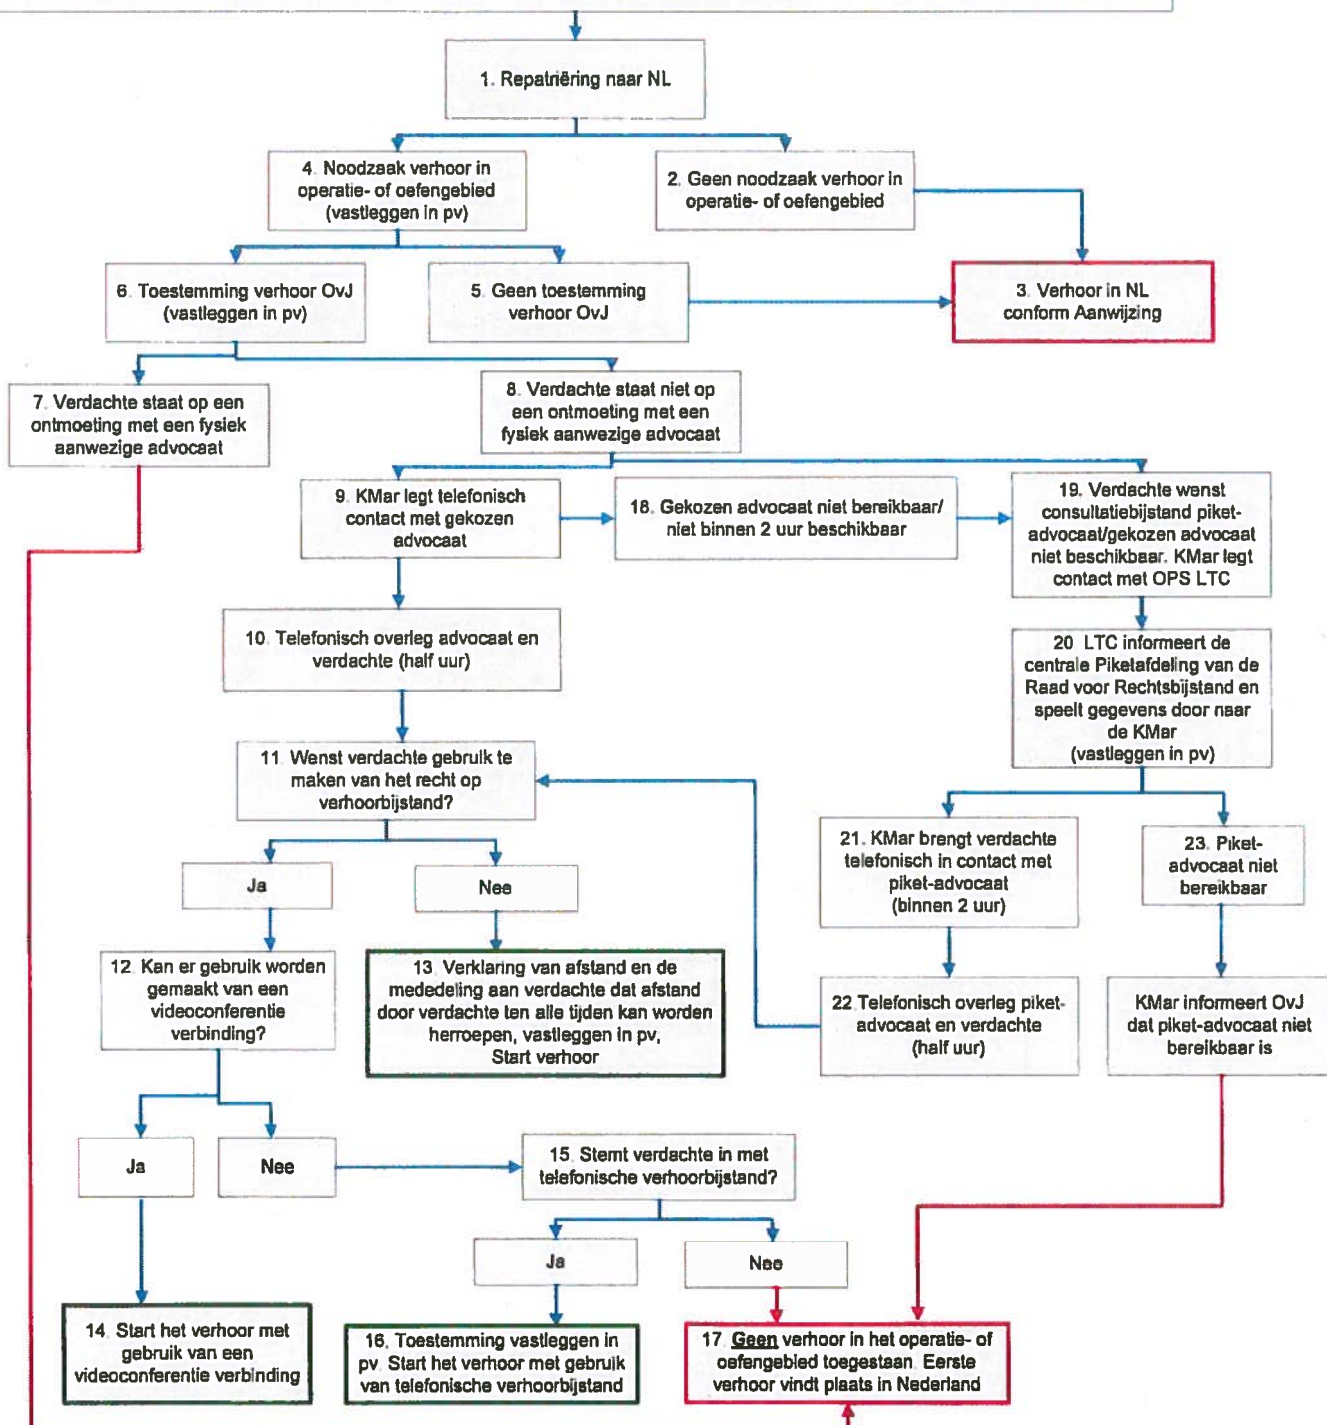 1. Repatriëring naar NL
4. Noodzaak verhoor in
operatie- of oefengebied
(vastleggen in pv)
2. Geen noodzaak verhoor in
operatie- of oefengebied
6. Toestemming verhoor OvJ
(vastleggen in pv)
5. Geen toestemming
verhoor OvJ
3. Verhoor in NL
conform Aanwijzing
7. Verdachte staat op een
ontmoeting met een fysiek
aanwezige advocaat
8. Verdachte staat niet op
een ontmoeting met een
fysiek aanwezige advocaat
9. KMar legt telefonisch
contact met gekozen
advocaat
18. Gekozen advocaat niet bereikbaar/
niet binnen 2 uur beschikbaar
19. Verdachte wenst
consultatiebijstand piket-
advocaat/gekozen advocaat
niet beschikbaar. KMar legt
contact met OPS LTC
10. Telefonisch overleg advocaat en
verdachte (half uur)
20 LTC informeert de
centrale Piketafdeling van de
Raad voor Rechtsbijstand en
speelt gegevens door naar
de KMar
(vastleggen in pv)
11. Wenst verdachte gebruik te
maken van het recht op
verhoorbijstand?
21. KMar brengt verdachte
telefonisch in contact met
piket-advocaat
(binnen 2 uur)
23. Piket-
advocaat niet
bereikbaar
Ja
Nee
12. Kan er gebruik worden
gemaakt van een
videoconferentie
verbinding?
13. Verklaring van afstand en de
mededeling aan verdachte dat afstand
door verdachte ten alle tijden kan worden
herroepen, vastleggen in pv,
Start verhoor
22. Telefonisch overleg piket-
advocaat en verdachte
(half uur)
KMar informeert OvJ
dat piket-advocaat niet
bereikbaar is
Ja
Nee
15. Stemt verdachte in met
telefonische verhoorbijstand?
Ja
Nee
14. Start het verhoor met
gebruik van een
videoconferentie verbinding
16. Toestemming vastleggen in
pv. Start het verhoor met gebruik
van telefonische verhoorbijstand
17. Geen verhoor in het operatie- of
oefengebied toegestaan. Eerste
verhoor vindt plaats in Nederland